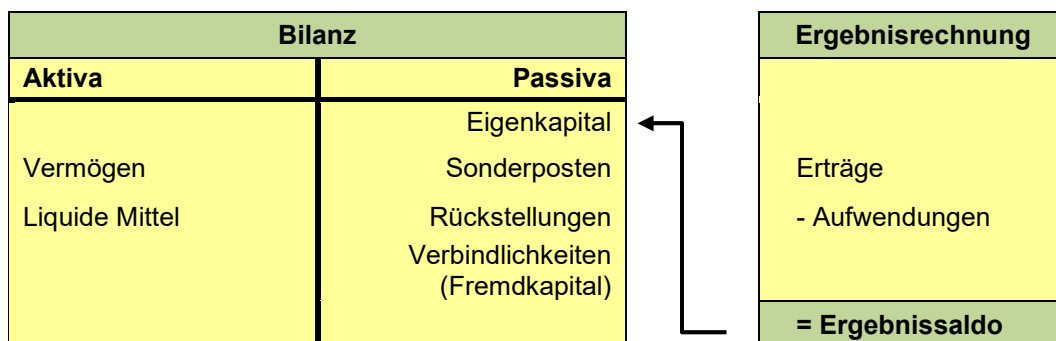 Bilanz
Aktiva Passiva
Eigenkapital
Vermögen Sonderposten
Liquide Mittel Rückstellungen
Verbindlichkeiten
(Fremdkapital)
Ergebnisrechnung
Erträge
- Aufwendungen
= Ergebnissaldo